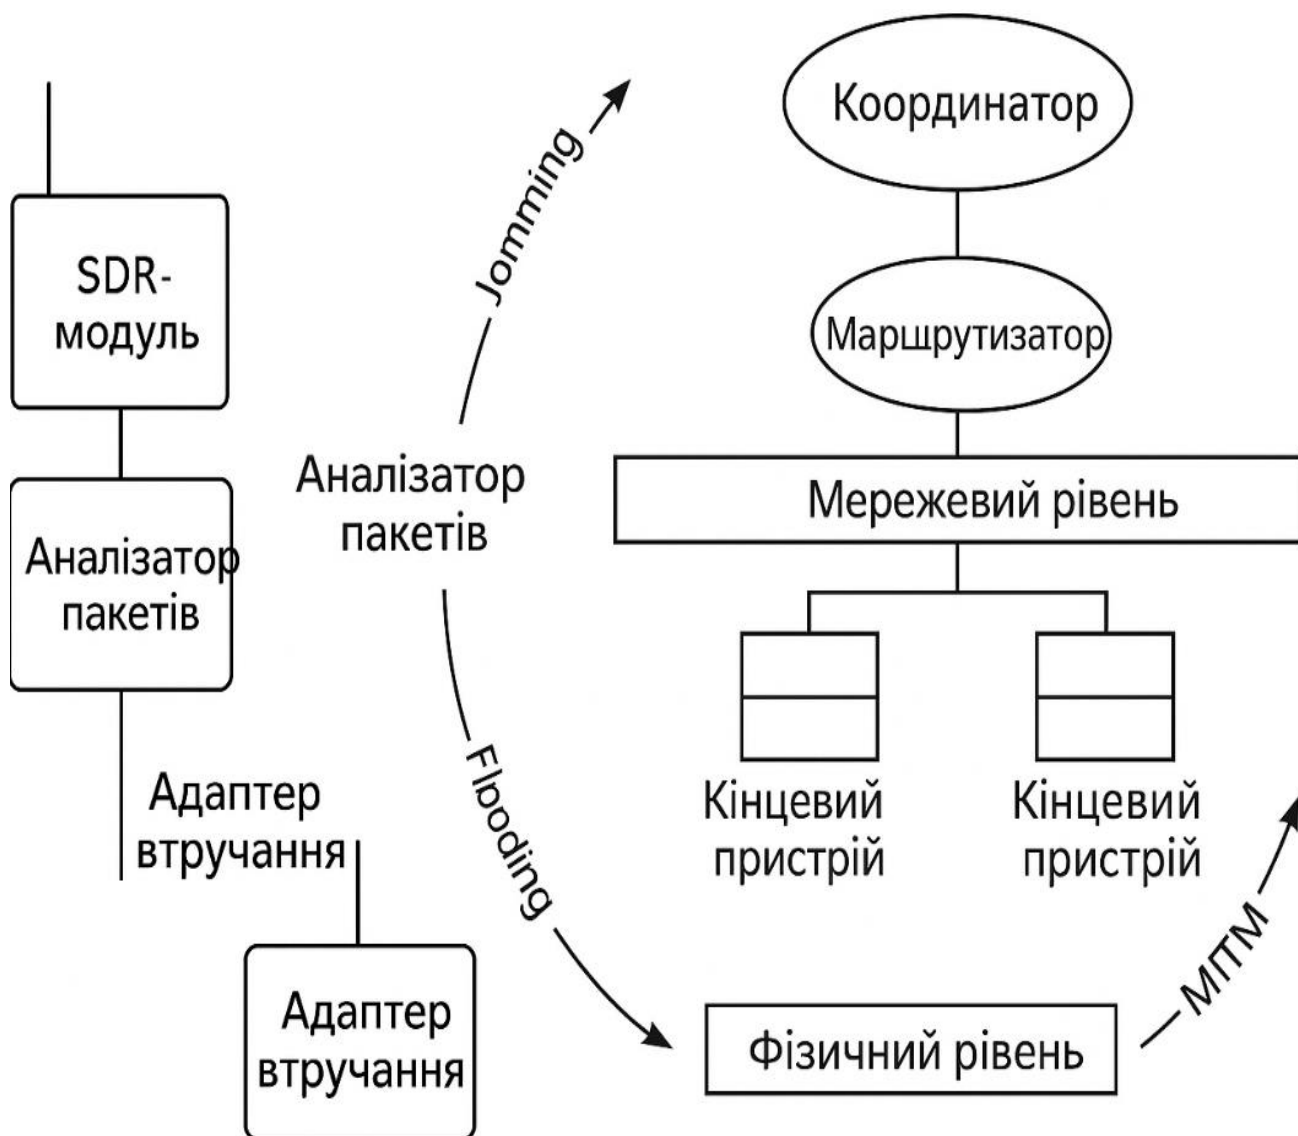 SDR-
модуль
Аналізатор
пакетів
Адаптер
втручання
Адаптер
втручання
Jomming
Аналізатор
пакетів
Flooding
Координатор
Маршрутизатор
Мережевий рівень
Кінцевий
пристрій
Кінцевий
пристрій
Фізичний рівень
МІТМ